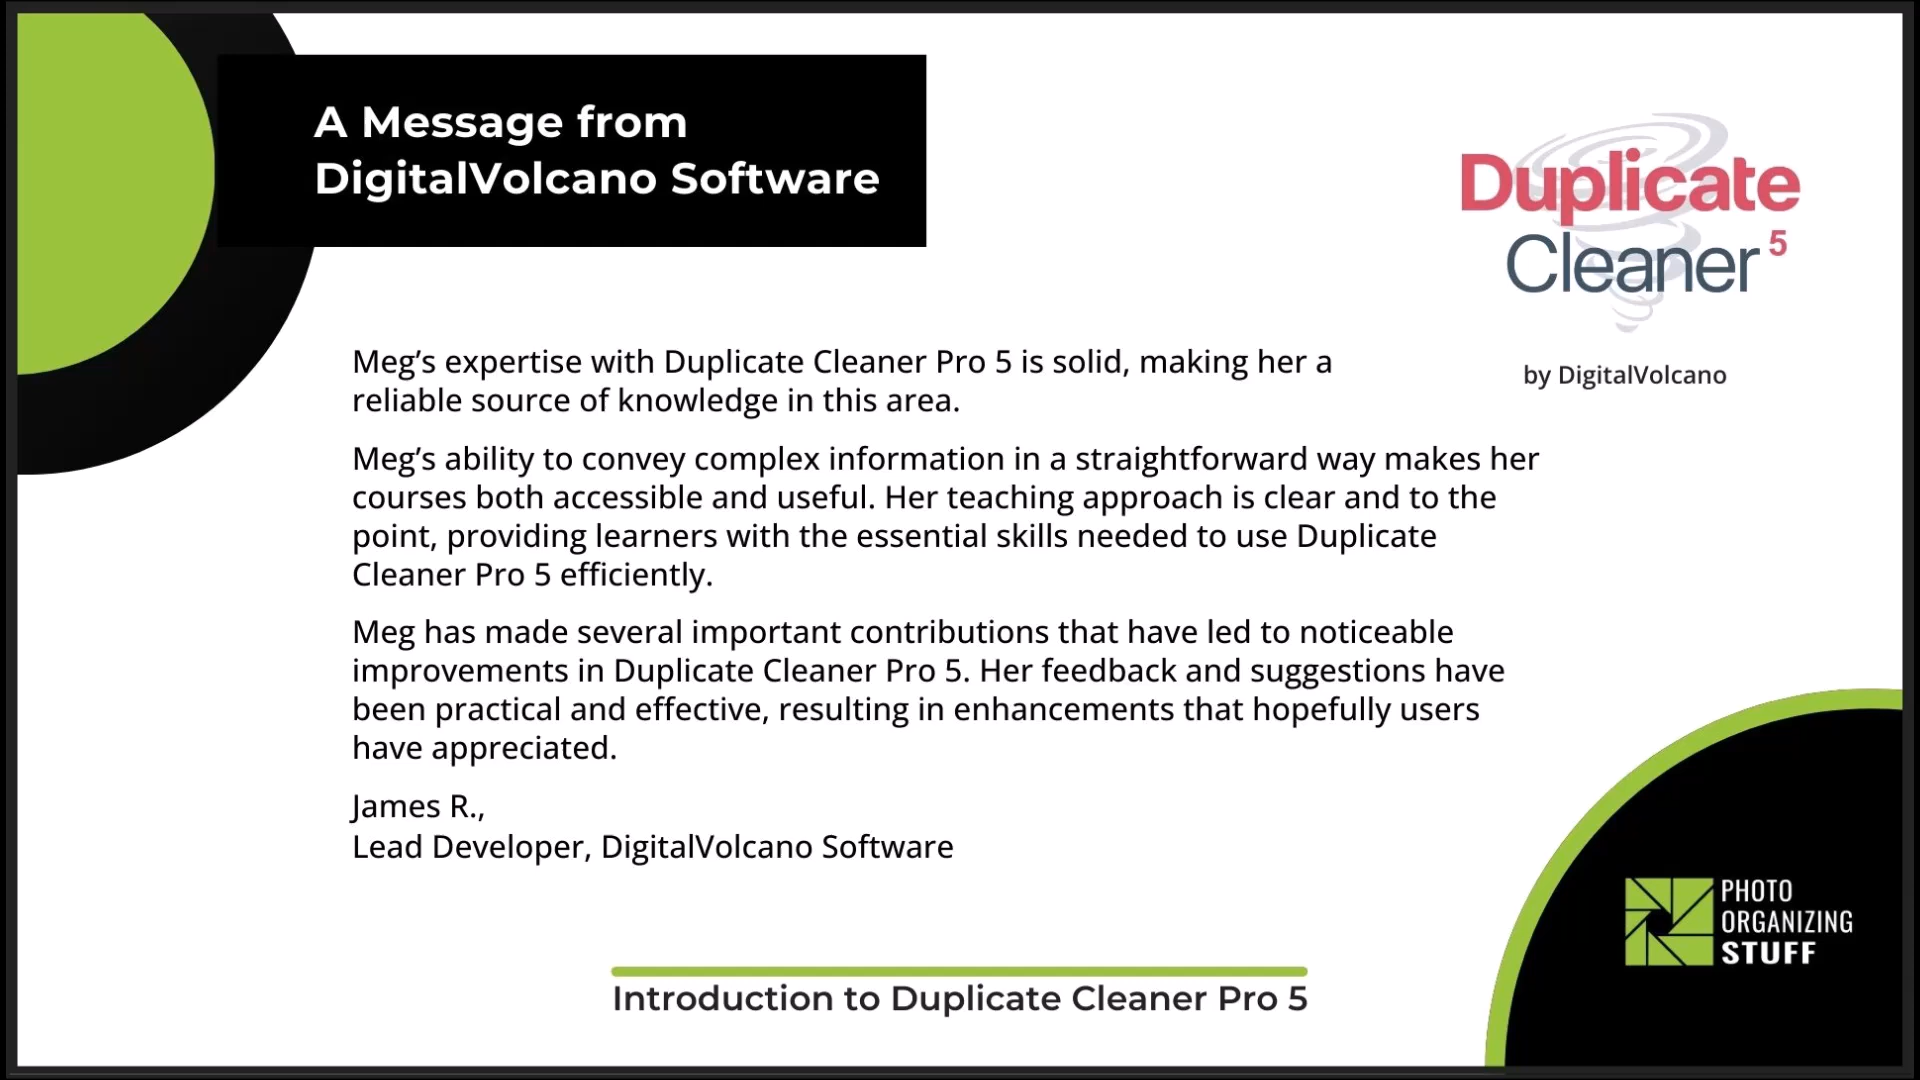 A Message from
DigitalVolcano Software
Duplicate
Cleaner 5
by DigitalVolcano
Meg’s expertise with Duplicate Cleaner Pro 5 is solid, making her a
reliable source of knowledge in this area.
Meg’s ability to convey complex information in a straightforward way makes her
courses both accessible and useful. Her teaching approach is clear and to the
point, providing learners with the essential skills needed to use Duplicate
Cleaner Pro 5 efficiently.
Meg has made several important contributions that have led to noticeable
improvements in Duplicate Cleaner Pro 5. Her feedback and suggestions have
been practical and effective, resulting in enhancements that hopefully users
have appreciated.
James R.,
Lead Developer, DigitalVolcano Software
PHOTO
ORGANIZING
STUFF
Introduction to Duplicate Cleaner Pro 5